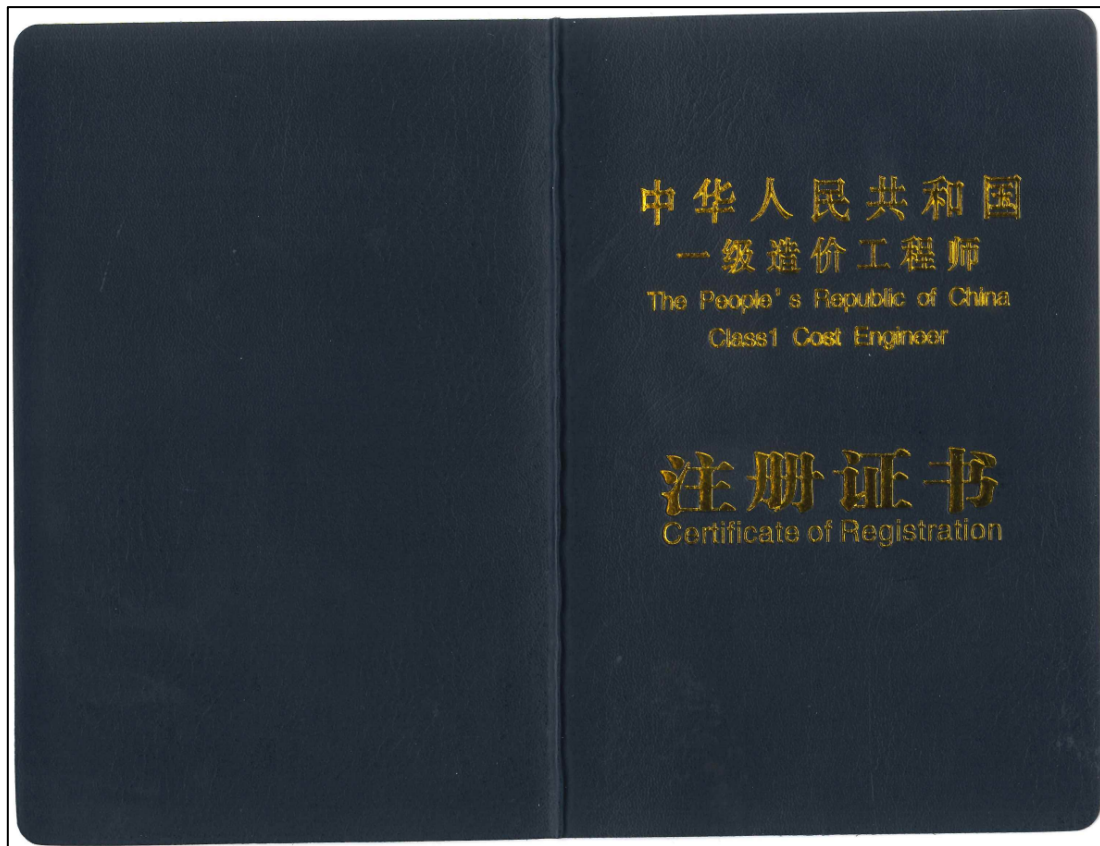 中华人民共和国
一级造价工程师
The People's Republic of China
Class1 Cost Engineer
注册证书
Certificate of Registration